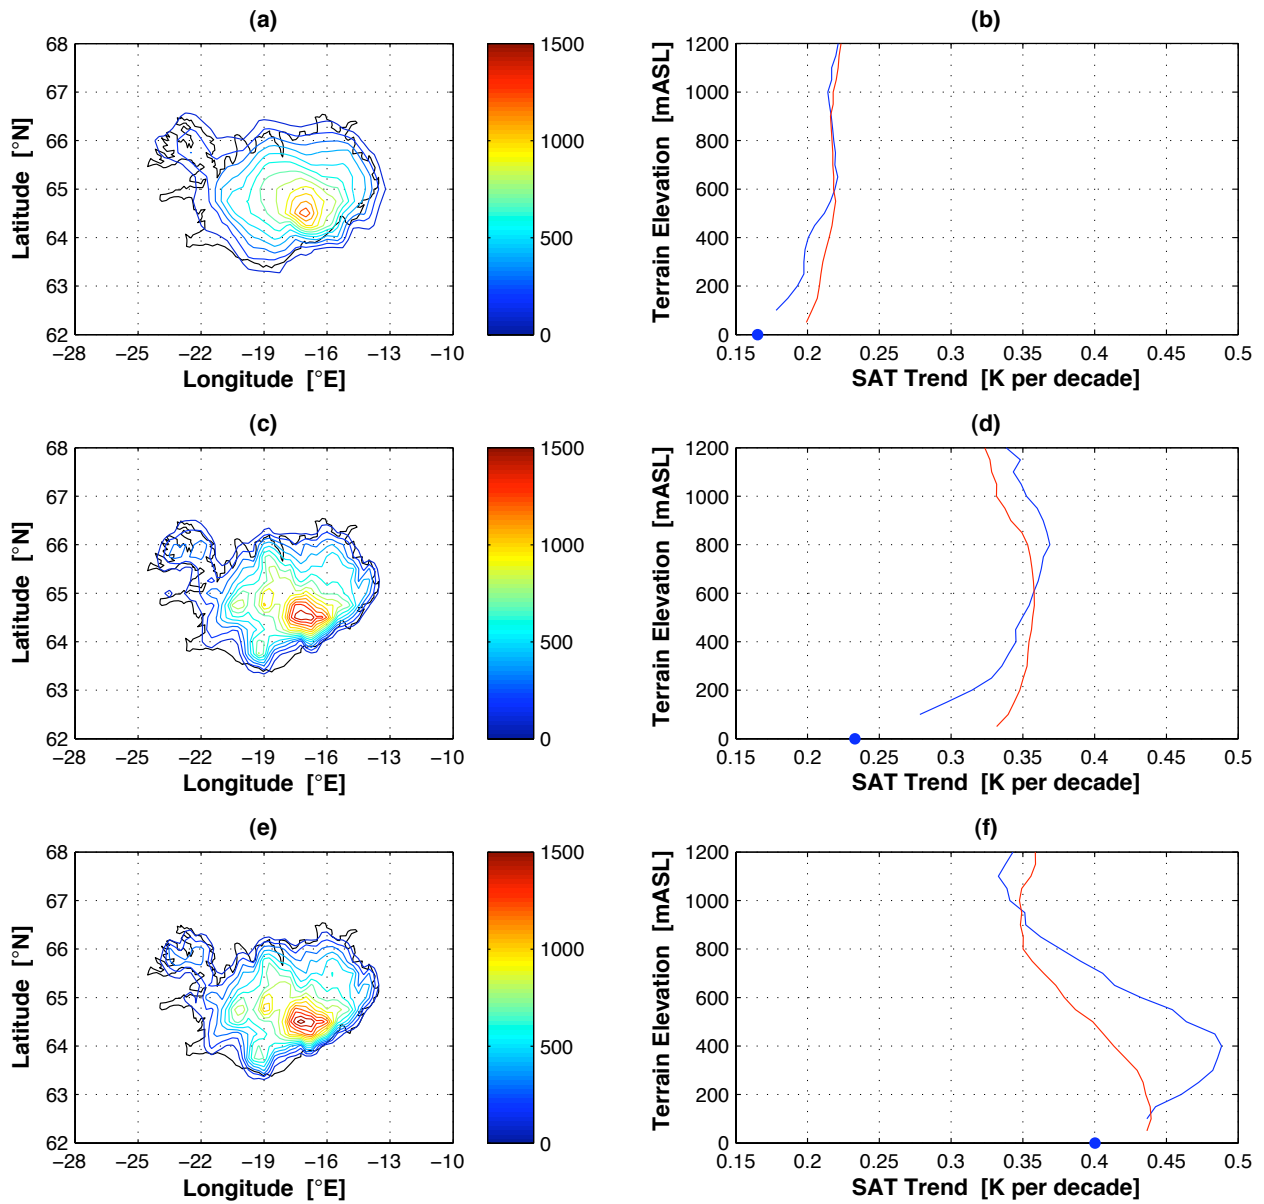 (a)
68
67
66
65
64
63
62
Latitude [°N]
−28 −25 −22 −19 −16 −13 −10
Longitude [°E]
1500
1000
500
0
(b)
1200
1000
800
600
400
200
0
Terrain Elevation [mASL]
0.15 0.2 0.25 0.3 0.35 0.4 0.45 0.5
SAT Trend [K per decade]
(c)
68
67
66
65
64
63
62
Latitude [°N]
−28 −25 −22 −19 −16 −13 −10
Longitude [°E]
1500
1000
500
0
(d)
1200
1000
800
600
400
200
0
Terrain Elevation [mASL]
0.15 0.2 0.25 0.3 0.35 0.4 0.45 0.5
SAT Trend [K per decade]
(e)
68
67
66
65
64
63
62
Latitude [°N]
−28 −25 −22 −19 −16 −13 −10
Longitude [°E]
1500
1000
500
0
(f)
1200
1000
800
600
400
200
0
Terrain Elevation [mASL]
0.15 0.2 0.25 0.3 0.35 0.4 0.45 0.5
SAT Trend [K per decade]